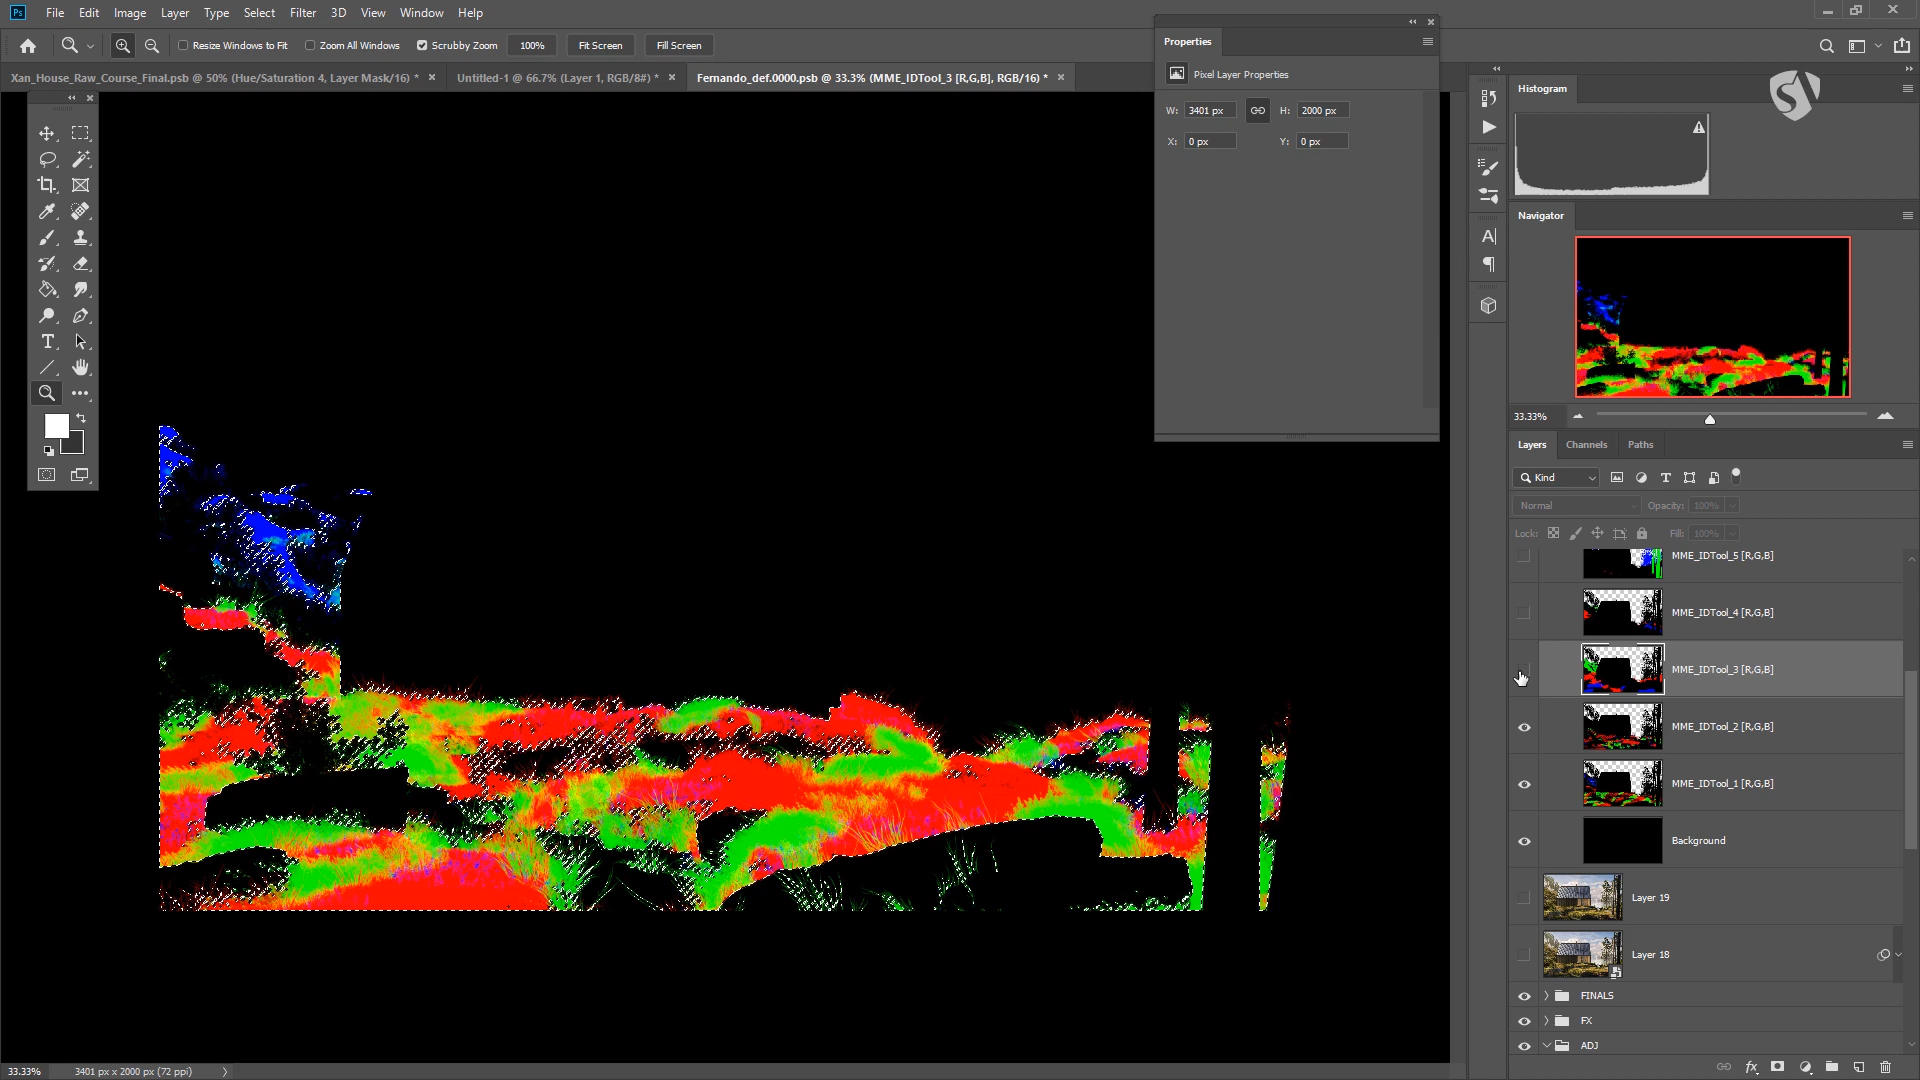 Ps File Edit Image Layer Type Select Filter 3D View Window Help
Resize Windows to Fit Zoom All Windows Scrubby Zoom 100% Fit Screen Fill Screen
Xan_House_Raw_Course_Final.psb @ 50% (Hue/Saturation 4, Layer Mask/16) *
Untitled-1 @ 66.7% (Layer 1, RGB/8#) *
Fernando_def.0000.psb @ 33.3% (MME_IDTool_3 [R,G,B], RGB/16) *
Properties
Pixel Layer Properties
W: 3401 px H: 2000 px
X: 0 px Y: 0 px
Histogram
Navigator
33.33%
Layers Channels Paths
Kind
Normal Opacity: 100%
Lock: Fill: 100%
MME_IDTool_5 [R,G,B]
MME_IDTool_4 [R,G,B]
MME_IDTool_3 [R,G,B]
MME_IDTool_2 [R,G,B]
MME_IDTool_1 [R,G,B]
Background
Layer 19
Layer 18
FINALS
FX
ADJ
33.33% 3401 px x 2000 px (72 ppi)